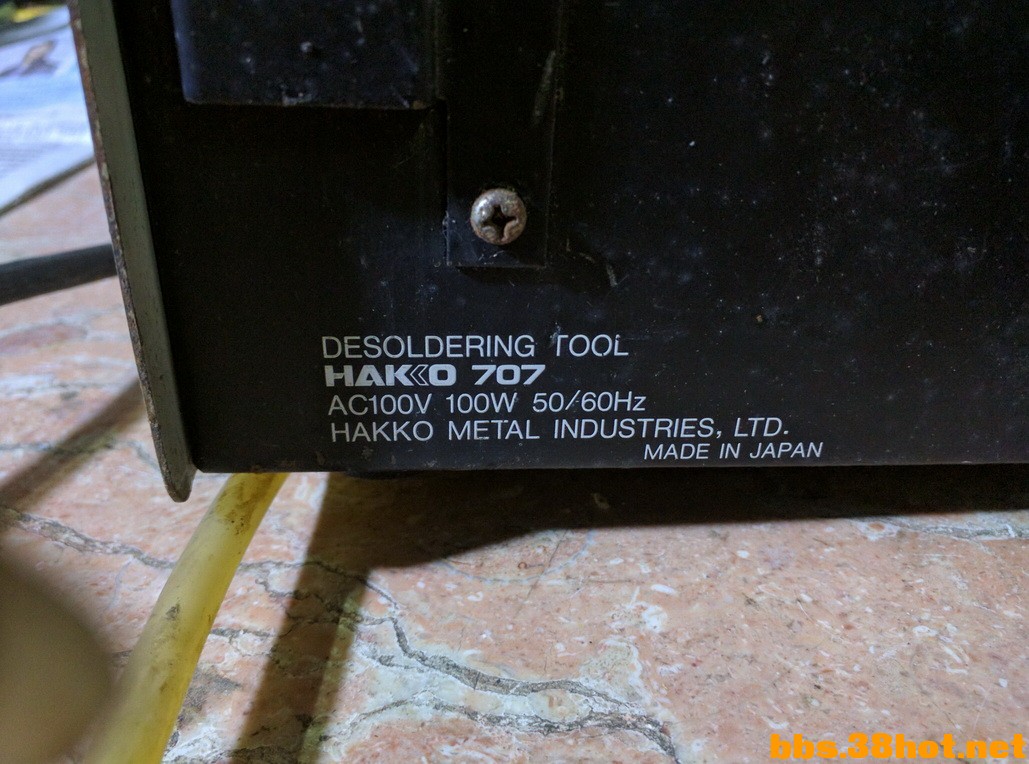 DESOLDERING TOOL
HAKKO 707
AC100V 100W 50/60Hz
HAKKO METAL INDUSTRIES, LTD.
MADE IN JAPAN
bbs.38hot.net